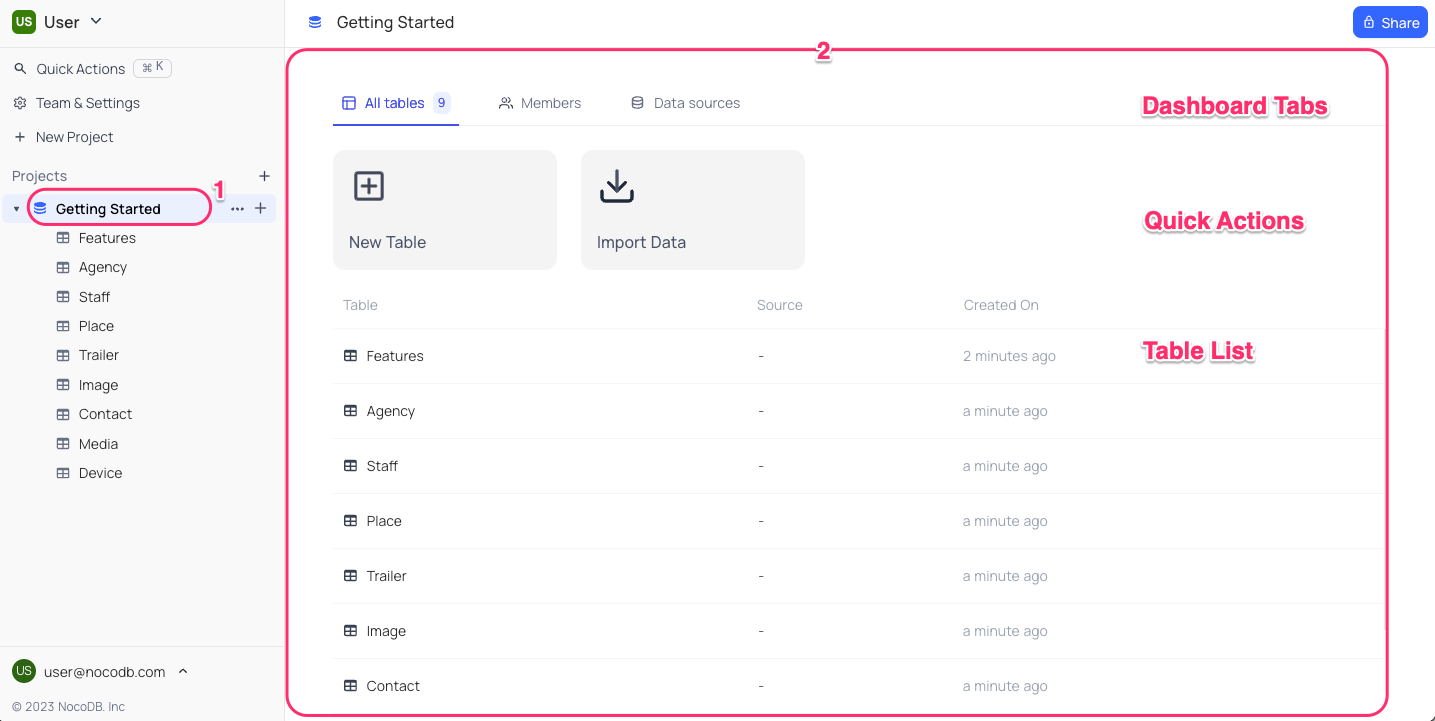 US User
Getting Started
Share
2
Quick Actions ⌘ K
Team & Settings
New Project
All tables 9
Members
Data sources
Dashboard Tabs
Projects
1
Getting Started
New Table
Import Data
Quick Actions
Features
Agency
Staff
Place
Trailer
Image
Contact
Media
Device
Table Source Created On
Features - 2 minutes ago
Table List
Agency - a minute ago
Staff - a minute ago
Place - a minute ago
Trailer - a minute ago
Image - a minute ago
Contact - a minute ago
US user@nocodb.com
© 2023 NocoDB. Inc